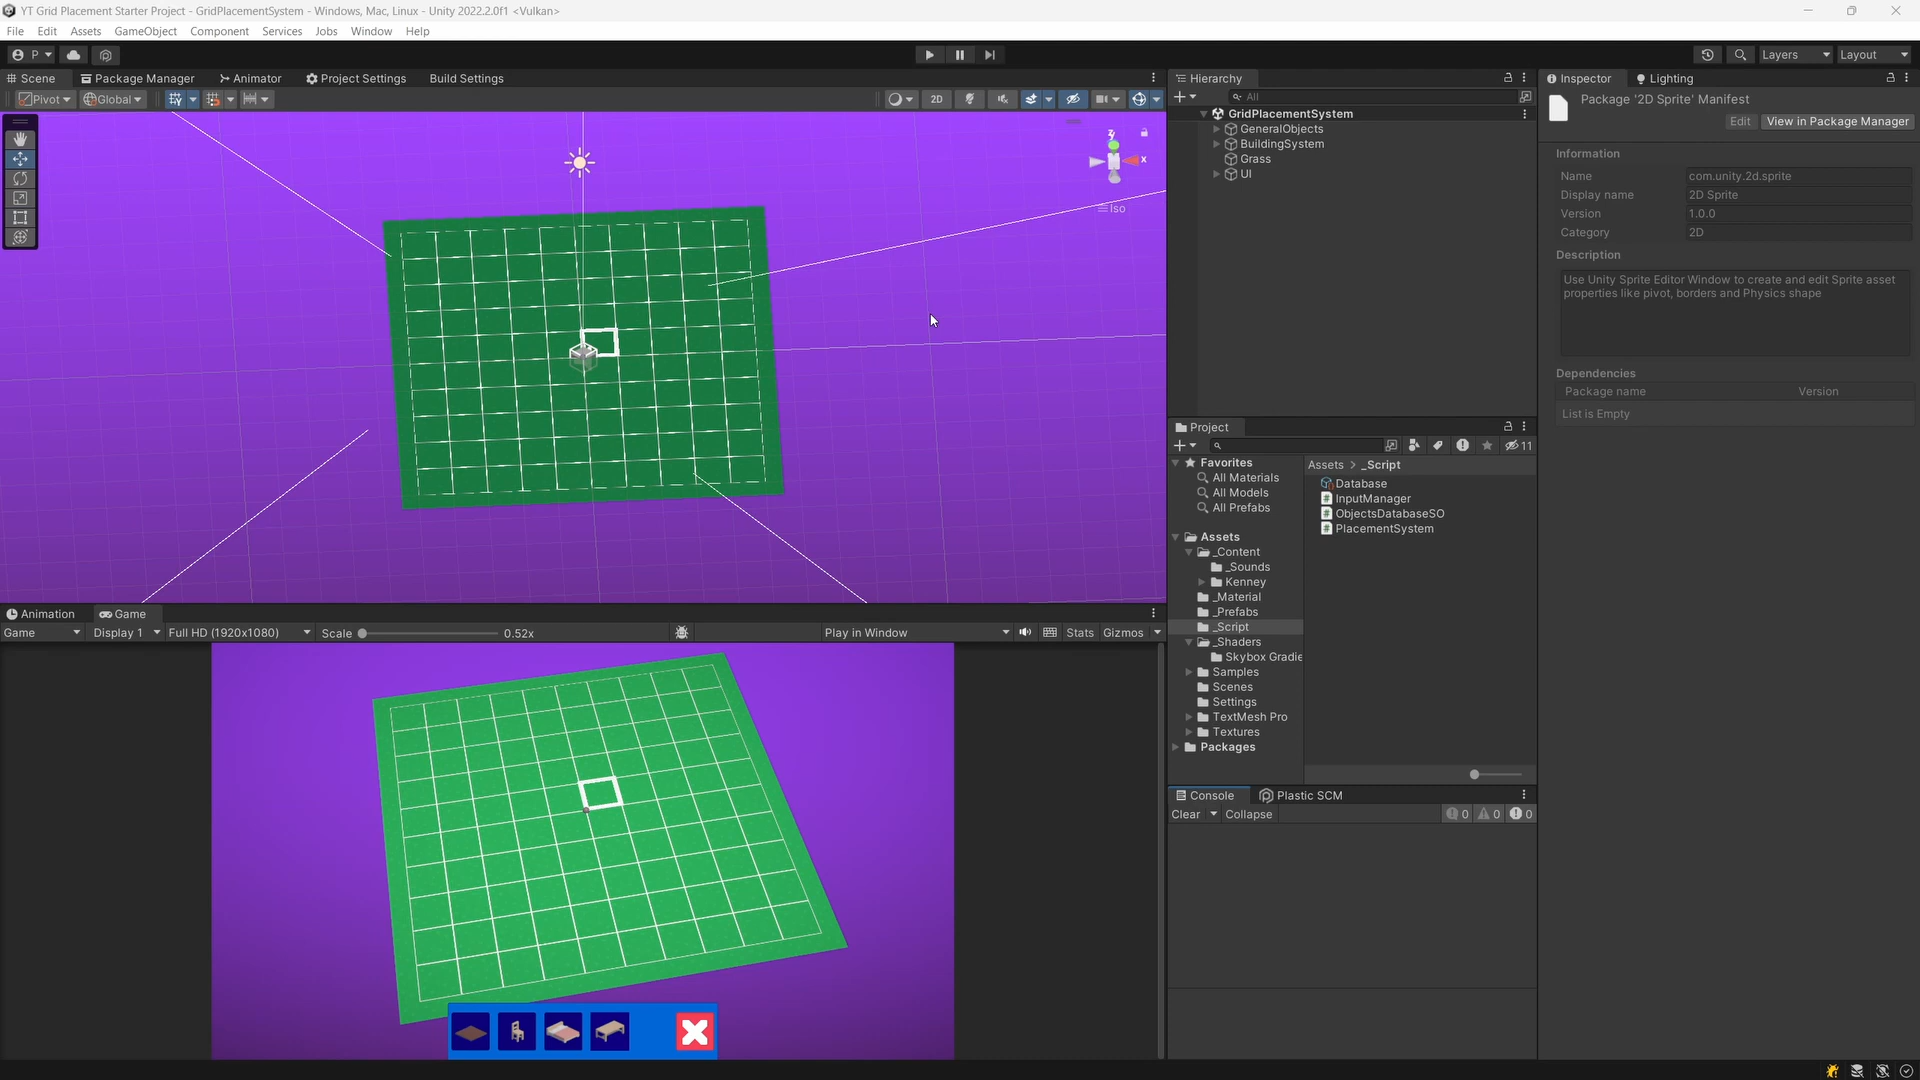 YT Grid Placement Starter Project - GridPlacementSystem - Windows, Mac, Linux - Unity 2022.2.0f1 <Vulkan>
File Edit Assets GameObject Component Services Jobs Window Help
P Layers Layout
Scene Package Manager Animator Project Settings Build Settings
Pivot Global 2D
z
x
Iso
Animation Game
Game Display 1 Full HD (1920x1080) Scale 0.52x Play in Window Stats Gizmos
Hierarchy
All
GridPlacementSystem
GeneralObjects
BuildingSystem
Grass
UI
Project
11
Favorites
All Materials
All Models
All Prefabs
Assets
_Content
_Sounds
Kenney
_Material
_Prefabs
_Script
_Shaders
Skybox Gradie
Samples
Scenes
Settings
TextMesh Pro
Textures
Packages
Assets > _Script
Database
InputManager
ObjectsDatabaseSO
PlacementSystem
Console Plastic SCM
Clear Collapse 0 0 0
Inspector Lighting
Package '2D Sprite' Manifest
Edit View in Package Manager
Information
Name com.unity.2d.sprite
Display name 2D Sprite
Version 1.0.0
Category 2D
Description
Use Unity Sprite Editor Window to create and edit Sprite asset
properties like pivot, borders and Physics shape
Dependencies
Package name Version
List is Empty